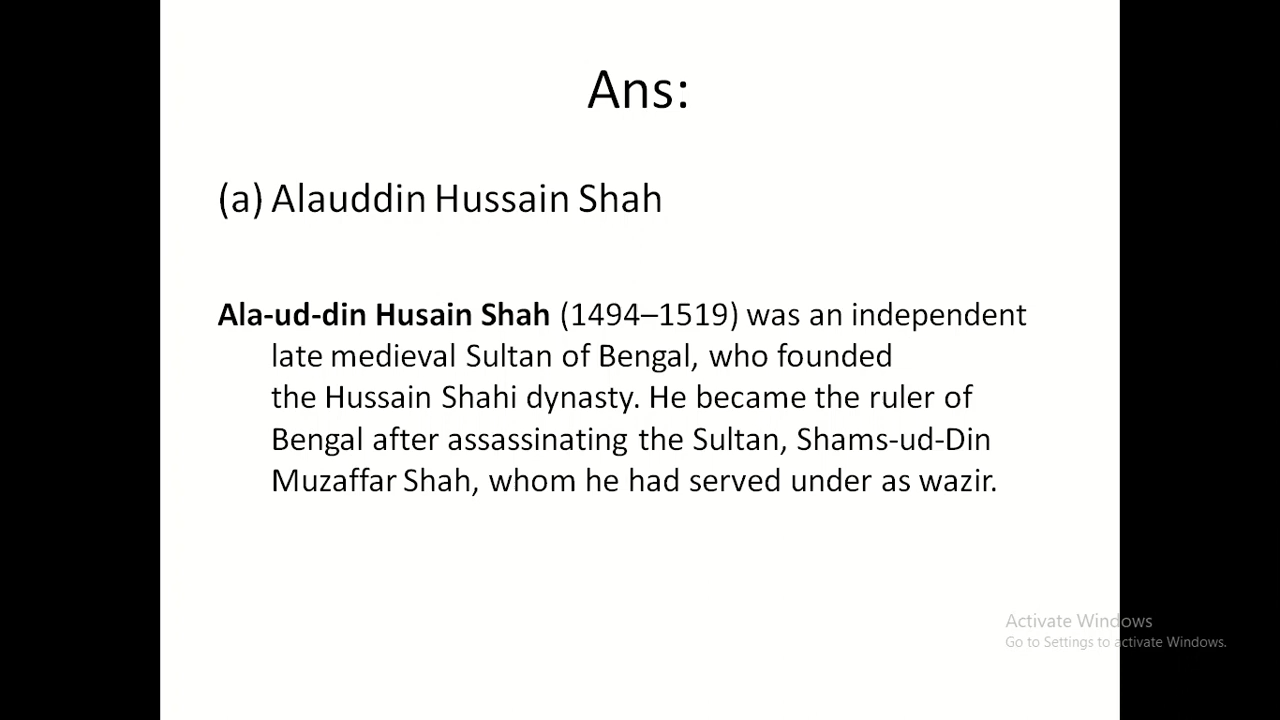 Ans:
(a) Alauddin Hussain Shah
Ala-ud-din Husain Shah (1494–1519) was an independent
late medieval Sultan of Bengal, who founded
the Hussain Shahi dynasty. He became the ruler of
Bengal after assassinating the Sultan, Shams-ud-Din
Muzaffar Shah, whom he had served under as wazir.
Activate Windows
Go to Settings to activate Windows.